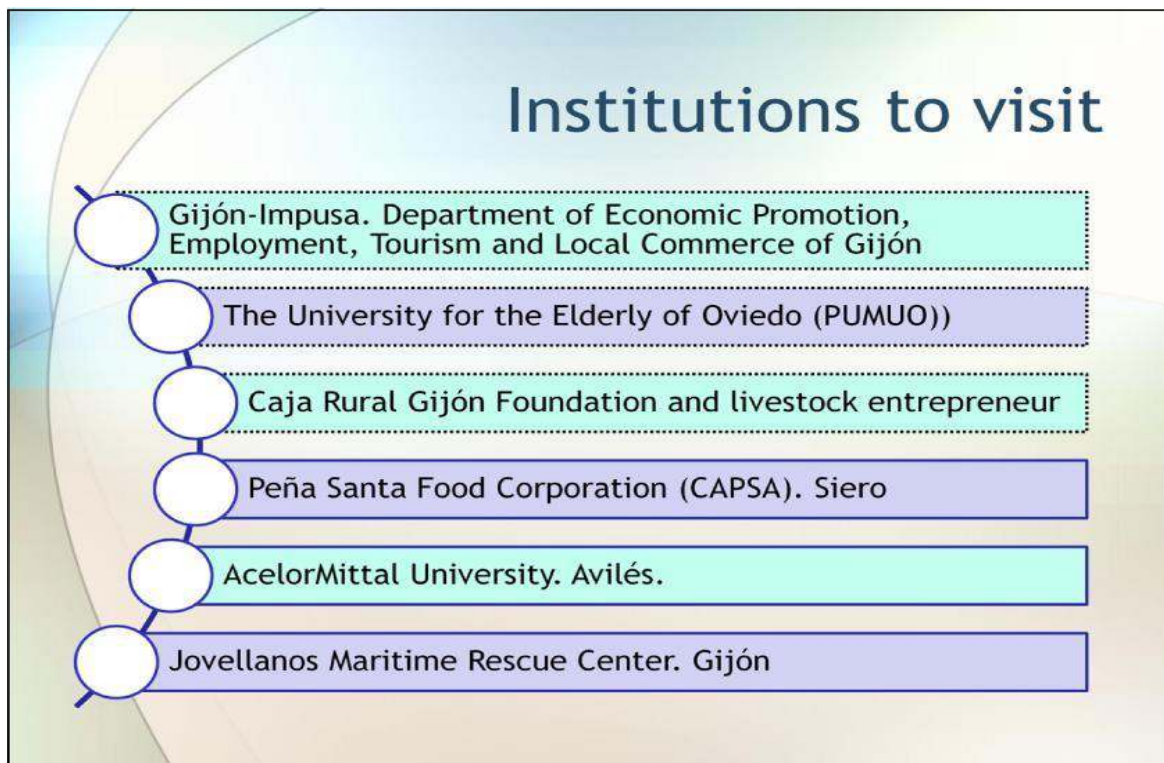 Institutions to visit
Gijón-Impusa. Department of Economic Promotion,
Employment, Tourism and Local Commerce of Gijón
The University for the Elderly of Oviedo (PUMUO))
Caja Rural Gijón Foundation and livestock entrepreneur
Peña Santa Food Corporation (CAPSA). Siero
AcelorMittal University. Avilés.
Jovellanos Maritime Rescue Center. Gijón